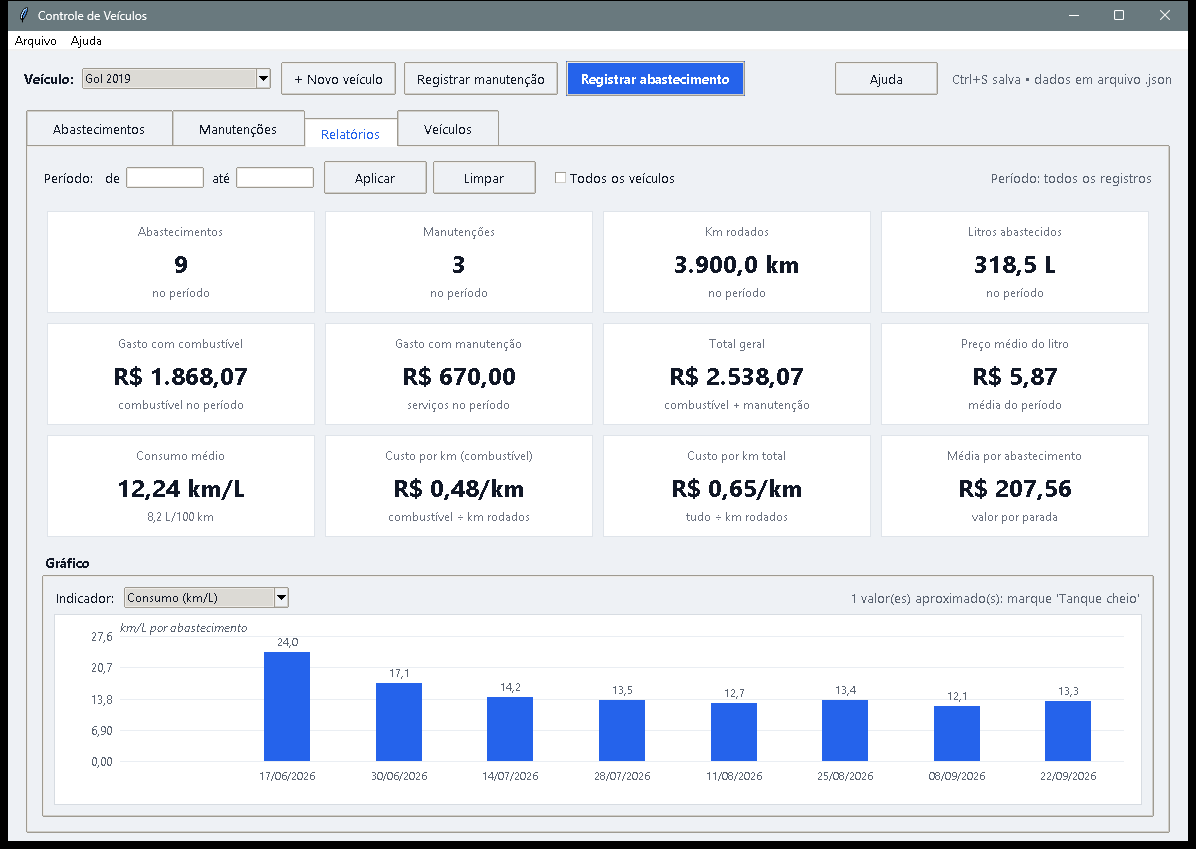 Controle de Veículos
Arquivo Ajuda
Veículo: Gol 2019 + Novo veículo Registrar manutenção Registrar abastecimento Ajuda Ctrl+S salva • dados em arquivo .json
Abastecimentos Manutenções Relatórios Veículos
Período: de até Aplicar Limpar Todos os veículos Período: todos os registros
Abastecimentos Manutenções Km rodados Litros abastecidos
9 3 3.900,0 km 318,5 L
no período no período no período no período
Gasto com combustível Gasto com manutenção Total geral Preço médio do litro
R$ 1.868,07 R$ 670,00 R$ 2.538,07 R$ 5,87
combustível no período serviços no período combustível + manutenção média do período
Consumo médio Custo por km (combustível) Custo por km total Média por abastecimento
12,24 km/L R$ 0,48/km R$ 0,65/km R$ 207,56
8,2 L/100 km combustível ÷ km rodados tudo ÷ km rodados valor por parada
Gráfico
Indicador: Consumo (km/L) 1 valor(es) aproximado(s): marque 'Tanque cheio'
km/L por abastecimento
27,6
20,7
13,8
6,90
0,00
24,0 17,1 14,2 13,5 12,7 13,4 12,1 13,3
17/06/2026 30/06/2026 14/07/2026 28/07/2026 11/08/2026 25/08/2026 08/09/2026 22/09/2026